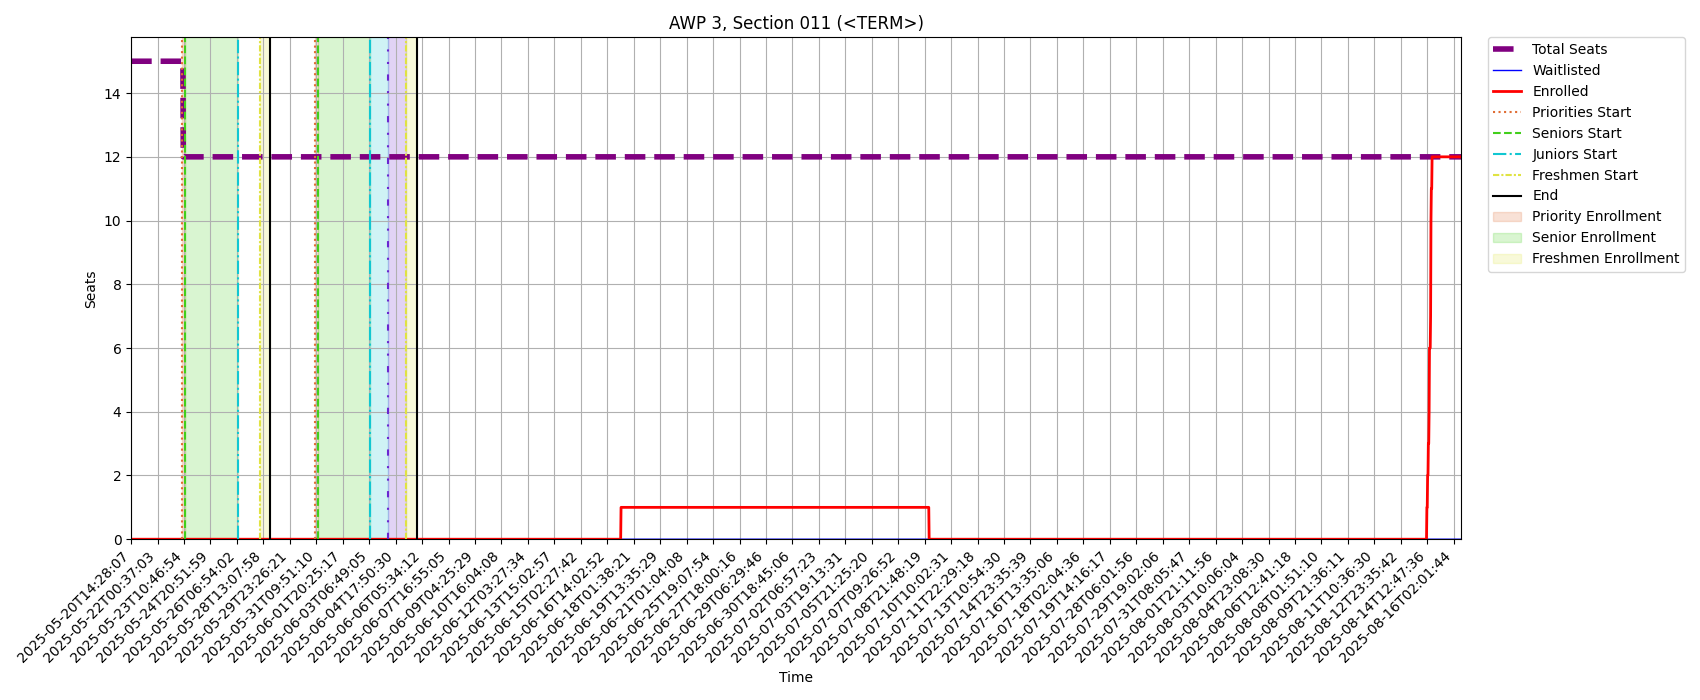 AWP 3, Section 011 (<TERM>)
Total Seats
Waitlisted
Enrolled
Priorities Start
Seniors Start
Juniors Start
Freshmen Start
End
Priority Enrollment
Senior Enrollment
Freshmen Enrollment
Seats
14
12
10
8
6
4
2
0
2025-05-20T14:28:07
2025-05-22T00:37:03
2025-05-23T10:46:54
2025-05-24T20:51:59
2025-05-26T06:54:02
2025-05-28T13:07:58
2025-05-29T23:26:21
2025-05-31T09:51:10
2025-06-01T20:25:17
2025-06-03T06:49:05
2025-06-04T17:50:30
2025-06-06T05:34:12
2025-06-07T16:55:05
2025-06-09T04:25:29
2025-06-10T16:04:08
2025-06-12T03:27:34
2025-06-13T15:02:57
2025-06-15T02:27:42
2025-06-16T14:02:52
2025-06-18T01:38:21
2025-06-19T13:35:29
2025-06-21T01:04:08
2025-06-25T19:07:54
2025-06-27T18:00:16
2025-06-29T06:29:46
2025-06-30T18:45:06
2025-07-02T06:57:23
2025-07-03T19:13:31
2025-07-05T21:25:20
2025-07-07T09:26:52
2025-07-08T21:48:19
2025-07-10T10:02:31
2025-07-11T22:29:18
2025-07-13T10:54:30
2025-07-14T23:35:39
2025-07-16T13:35:06
2025-07-18T02:04:36
2025-07-19T14:16:17
2025-07-28T06:01:56
2025-07-29T19:02:06
2025-07-31T08:05:47
2025-08-01T21:11:56
2025-08-03T10:06:04
2025-08-04T23:08:30
2025-08-06T12:41:18
2025-08-08T01:51:10
2025-08-09T21:36:11
2025-08-11T10:36:30
2025-08-12T23:35:42
2025-08-14T12:47:36
2025-08-16T02:01:44
Time